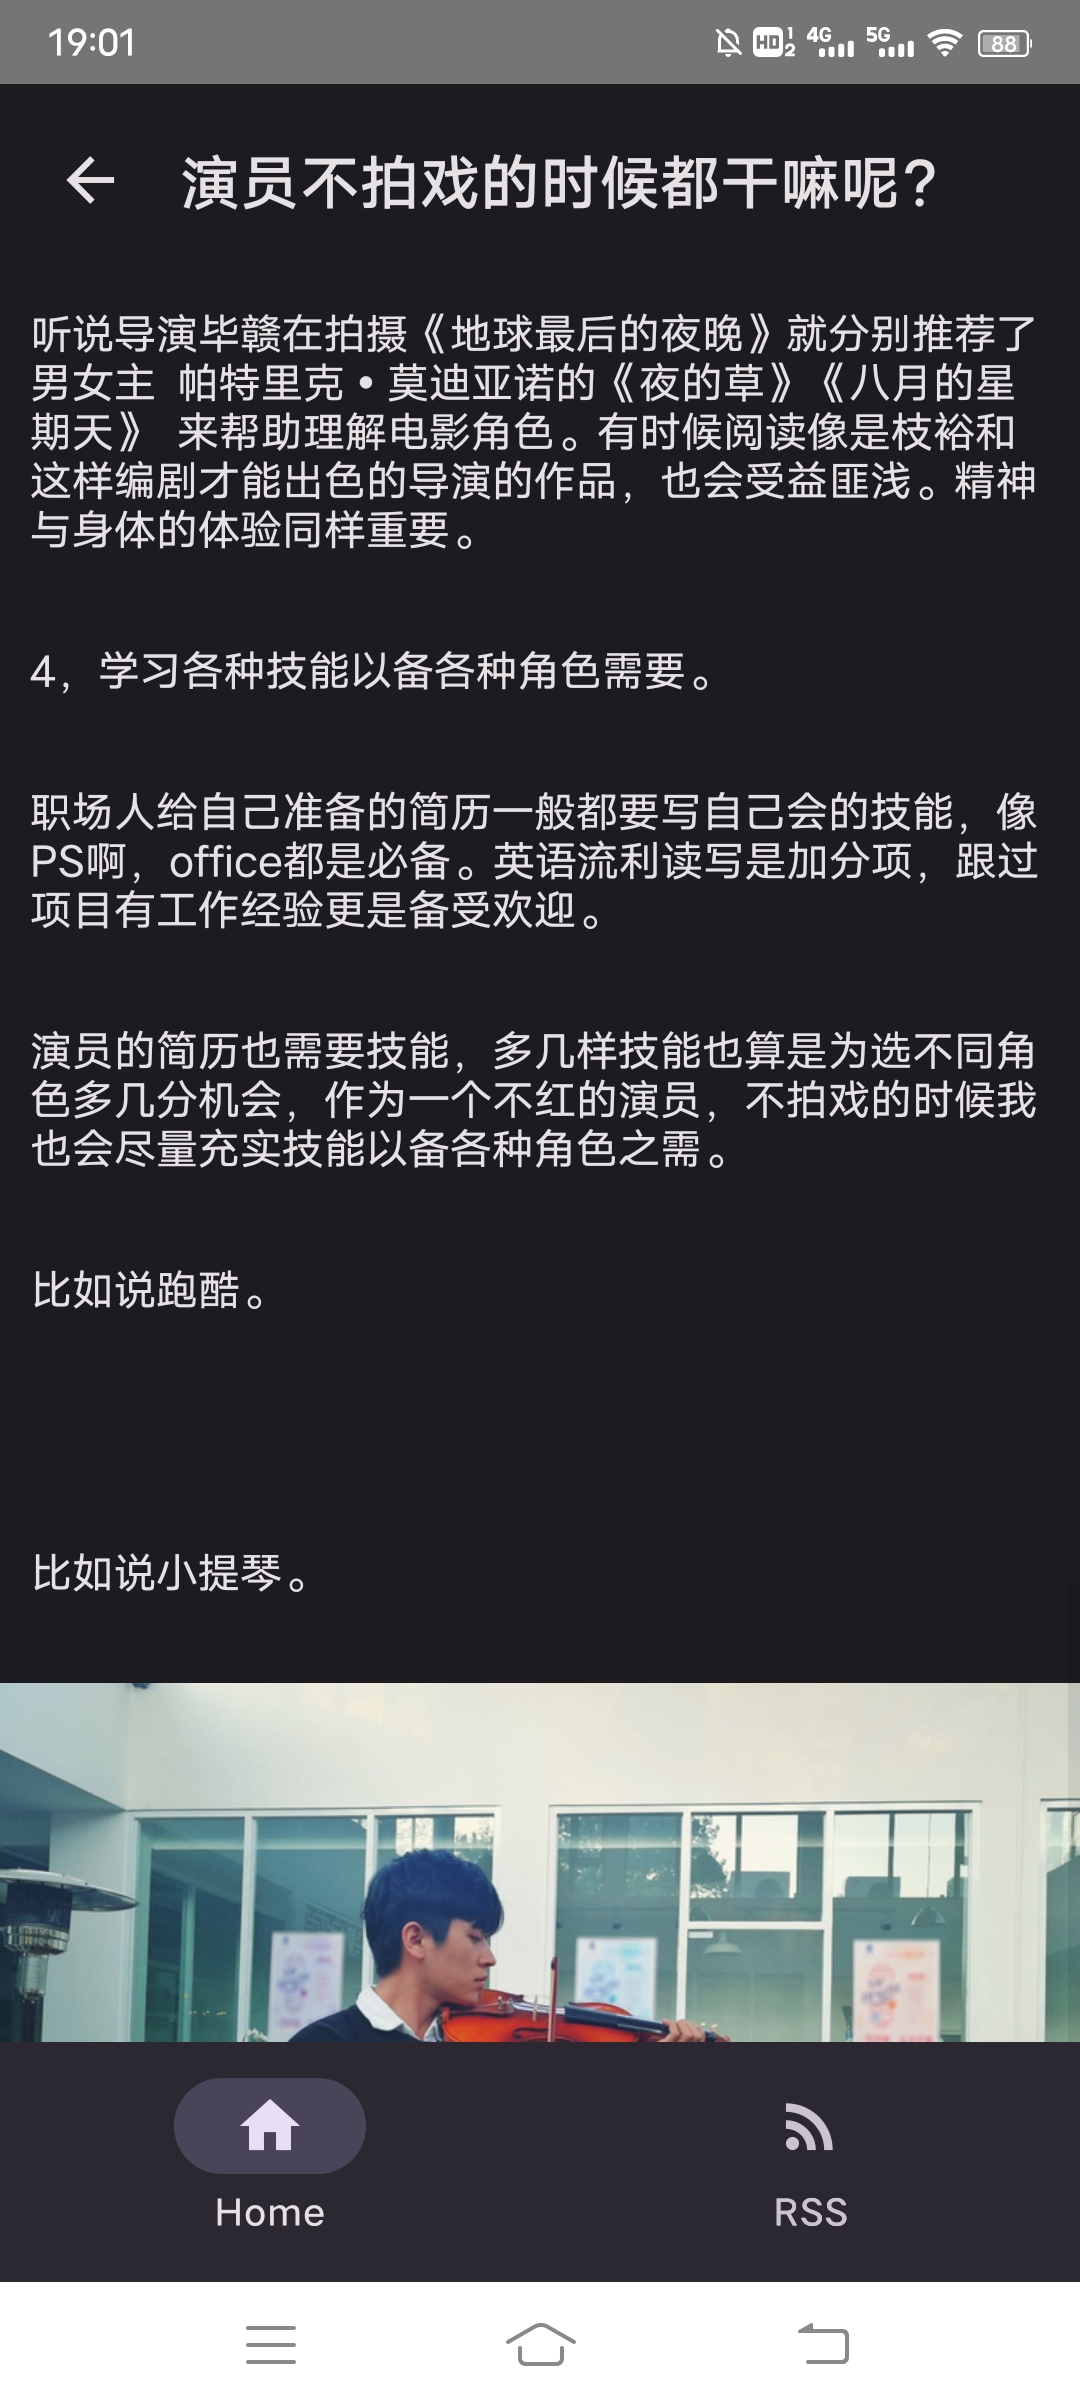 19:01
HD 1 2 4G 5G 88
演员不拍戏的时候都干嘛呢?
听说导演毕赣在拍摄《地球最后的夜晚》就分别推荐了
男女主 帕特里克•莫迪亚诺的《夜的草》《八月的星
期天》 来帮助理解电影角色。有时候阅读像是枝裕和
这样编剧才能出色的导演的作品，也会受益匪浅。精神
与身体的体验同样重要。
4，学习各种技能以备各种角色需要。
职场人给自己准备的简历一般都要写自己会的技能，像
PS啊，office都是必备。英语流利读写是加分项，跟过
项目有工作经验更是备受欢迎。
演员的简历也需要技能，多几样技能也算是为选不同角
色多几分机会，作为一个不红的演员，不拍戏的时候我
也会尽量充实技能以备各种角色之需。
比如说跑酷。
比如说小提琴。
Home
RSS